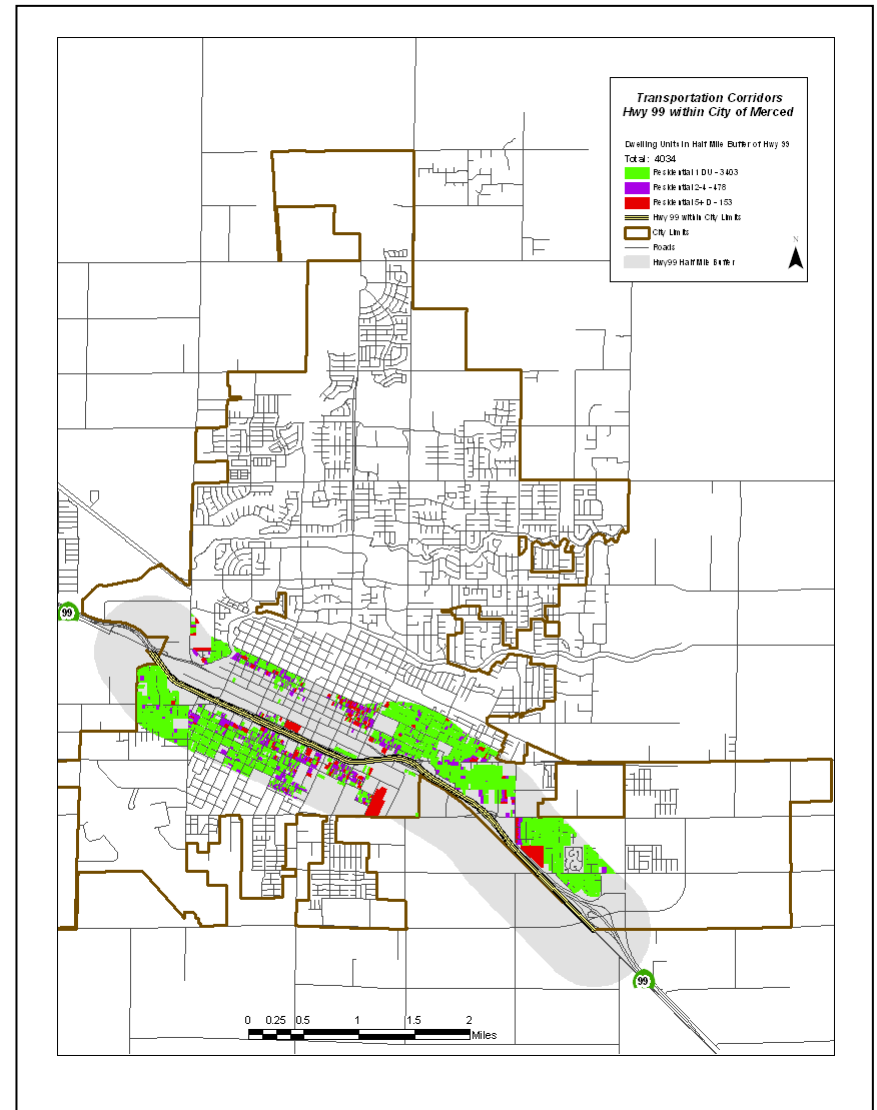 Transportation Corridors
Hwy 99 within City of Merced
Dwelling Units in Half Mile Buffer of Hwy 99
Total: 4034
Residential 1 DU - 3403
Residential 2-4 - 478
Residential 5+ D - 153
Hwy 99 within City Limits
City Limits
Roads
Hwy99 Half Mile Buffer
N
99
99
0 0.25 0.5 1 1.5 2
Miles